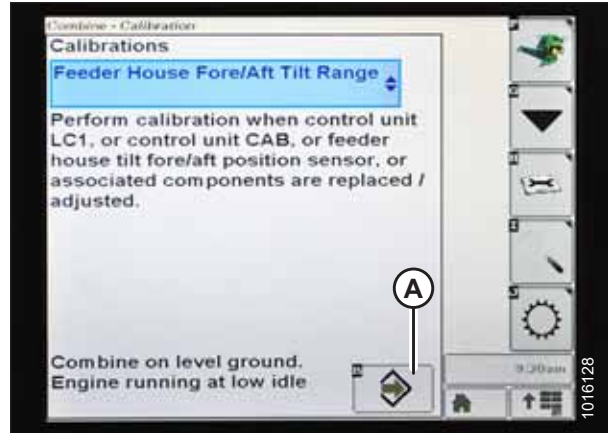 Combine - Calibration
Calibrations
Feeder House Fore/Aft Tilt Range
Perform calibration when control unit
LC1, or control unit CAB, or feeder
house tilt fore/aft position sensor, or
associated components are replaced /
adjusted.
A
Combine on level ground.
Engine running at low idle
9:20am
1016128